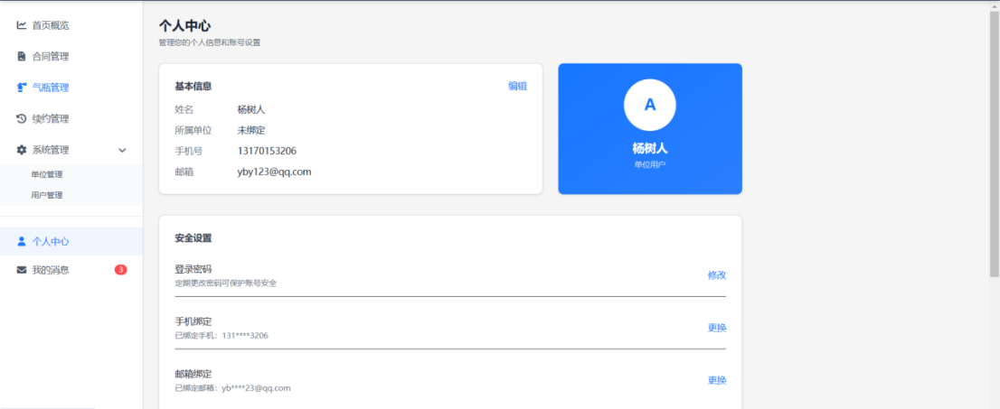 首页概览
合同管理
气瓶管理
续约管理
系统管理
单位管理
用户管理
个人中心
我的消息 3
个人中心
管理您的个人信息和账号设置
基本信息 编辑
姓名 杨树人
所属单位 未绑定
手机号 13170153206
邮箱 yby123@qq.com
A
杨树人
单位用户
安全设置
登录密码
定期更改密码可保护账号安全
修改
手机绑定
已绑定手机：131****3206
更换
邮箱绑定
已绑定邮箱：yb****23@qq.com
更换